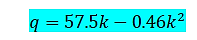 q = 57.5k − 0.46k²